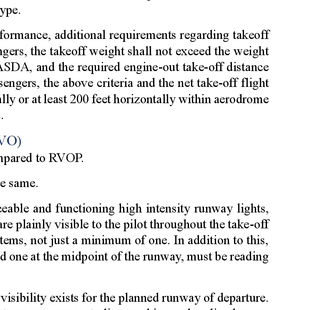 ype.
formance, additional requirements regarding takeoff
ngers, the takeoff weight shall not exceed the weight
ASDA, and the required engine-out take-off distance
sengers, the above criteria and the net take-off flight
ally or at least 200 feet horizontally within aerodrome
.
VO)
mpared to RVOP.
e same.
eable and functioning high intensity runway lights,
re plainly visible to the pilot throughout the take-off
tems, not just a minimum of one. In addition to this,
d one at the midpoint of the runway, must be reading
visibility exists for the planned runway of departure.